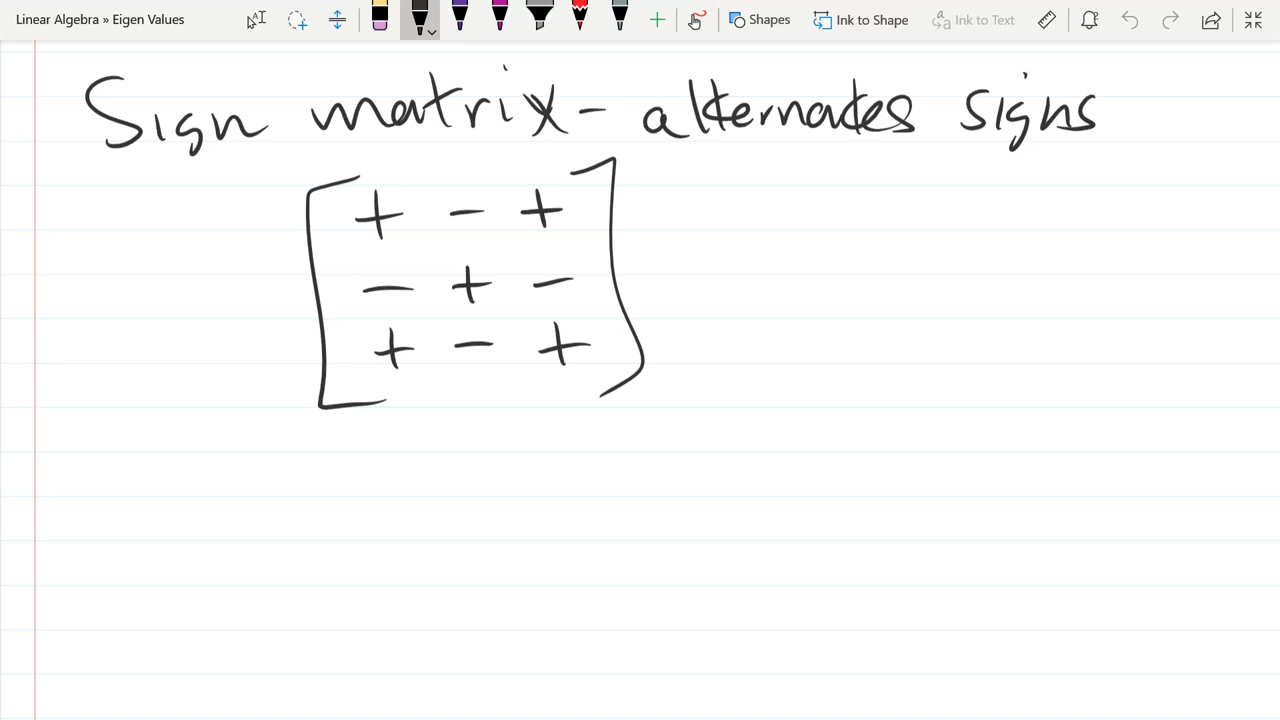 Linear Algebra » Eigen Values
Shapes
Ink to Shape
Ink to Text
Sign matrix - alternates signs
+ - +
- + -
+ - +